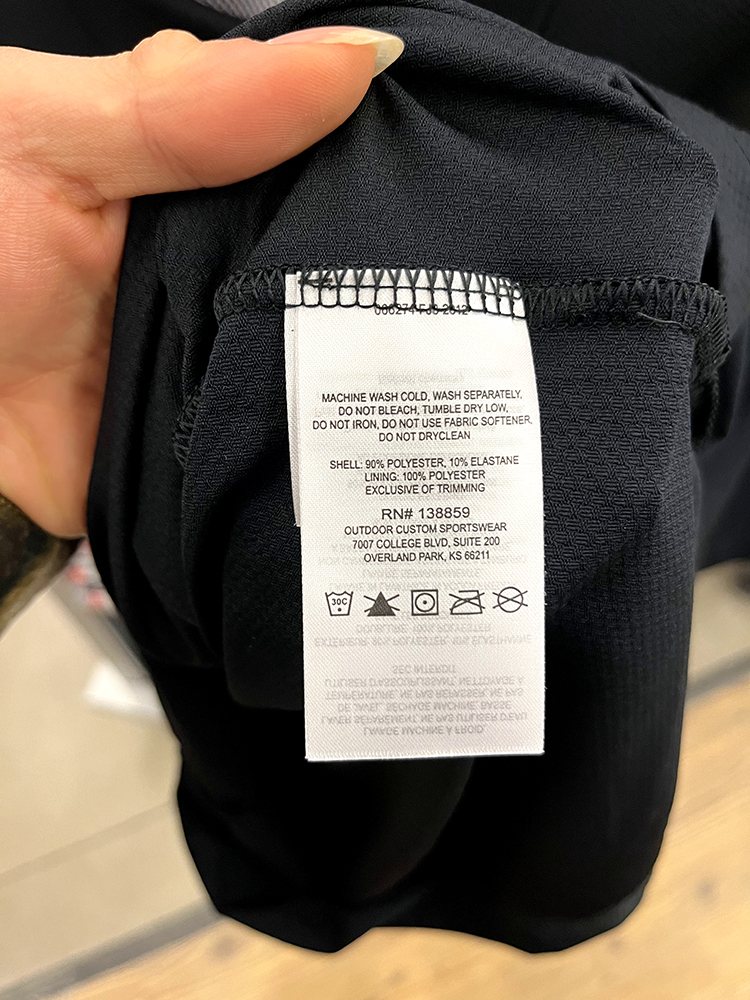 MACHINE WASH COLD, WASH SEPARATELY,
DO NOT BLEACH, TUMBLE DRY LOW,
DO NOT IRON, DO NOT USE FABRIC SOFTENER.
DO NOT DRYCLEAN
SHELL: 90% POLYESTER, 10% ELASTANE
LINING: 100% POLYESTER
EXCLUSIVE OF TRIMMING
RN# 138859
OUTDOOR CUSTOM SPORTSWEAR
7007 COLLEGE BLVD, SUITE 200
OVERLAND PARK, KS 66211
30C